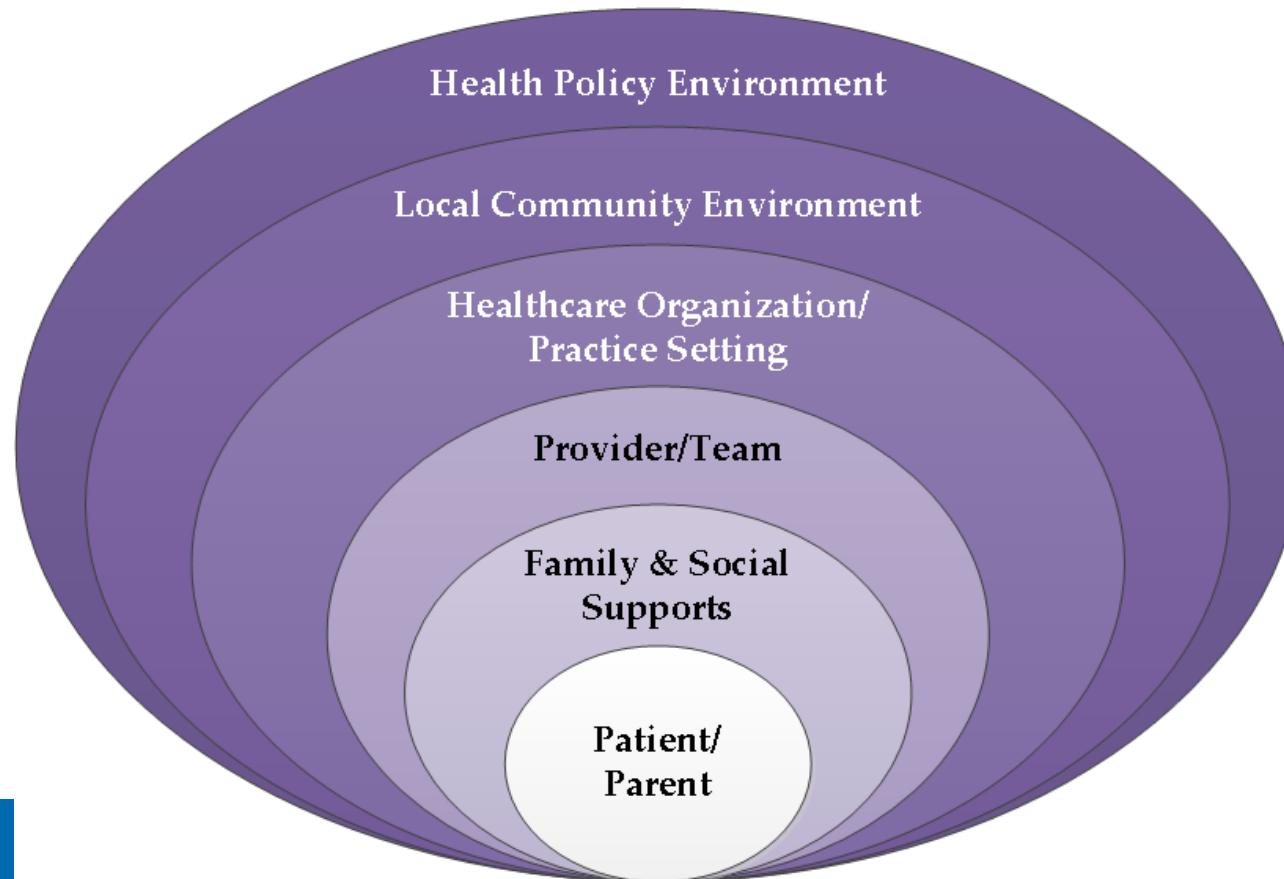 Health Policy Environment
Local Community Environment
Healthcare Organization/
Practice Setting
Provider/Team
Family & Social
Supports
Patient/
Parent